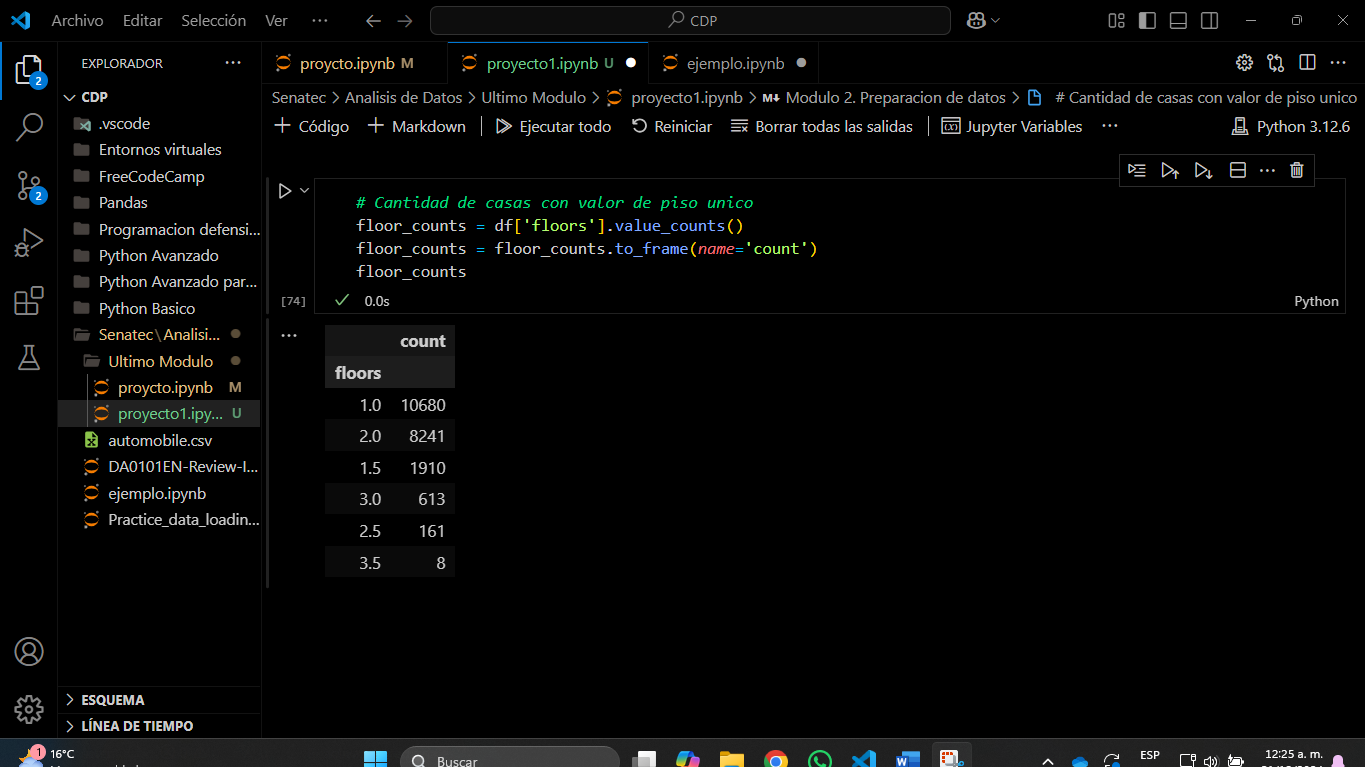 Archivo Editar Selección Ver ··· CDP
EXPLORADOR ···
proycto.ipynb M proyecto1.ipynb U ejemplo.ipynb
CDP
Senatec > Analisis de Datos > Ultimo Modulo > proyecto1.ipynb > M↓ Modulo 2. Preparacion de datos > # Cantidad de casas con valor de piso unico
+ Código + Markdown Ejecutar todo Reiniciar Borrar todas las salidas Jupyter Variables ··· Python 3.12.6
2
.vscode
Entornos virtuales
FreeCodeCamp
Pandas
Programacion defensi...
Python Avanzado
Python Avanzado par...
Python Basico
Senatec\Analisi...
Ultimo Modulo
proycto.ipynb M
proyecto1.ipy... U
automobile.csv
DA0101EN-Review-I...
ejemplo.ipynb
Practice_data_loadin...
2
# Cantidad de casas con valor de piso unico
floor_counts = df['floors'].value_counts()
floor_counts = floor_counts.to_frame(name='count')
floor_counts
[74] 0.0s Python
···
count
floors
1.0 10680
2.0 8241
1.5 1910
3.0 613
2.5 161
3.5 8
ESQUEMA
LÍNEA DE TIEMPO
1 16°C
Buscar
ESP
12:25 a. m.